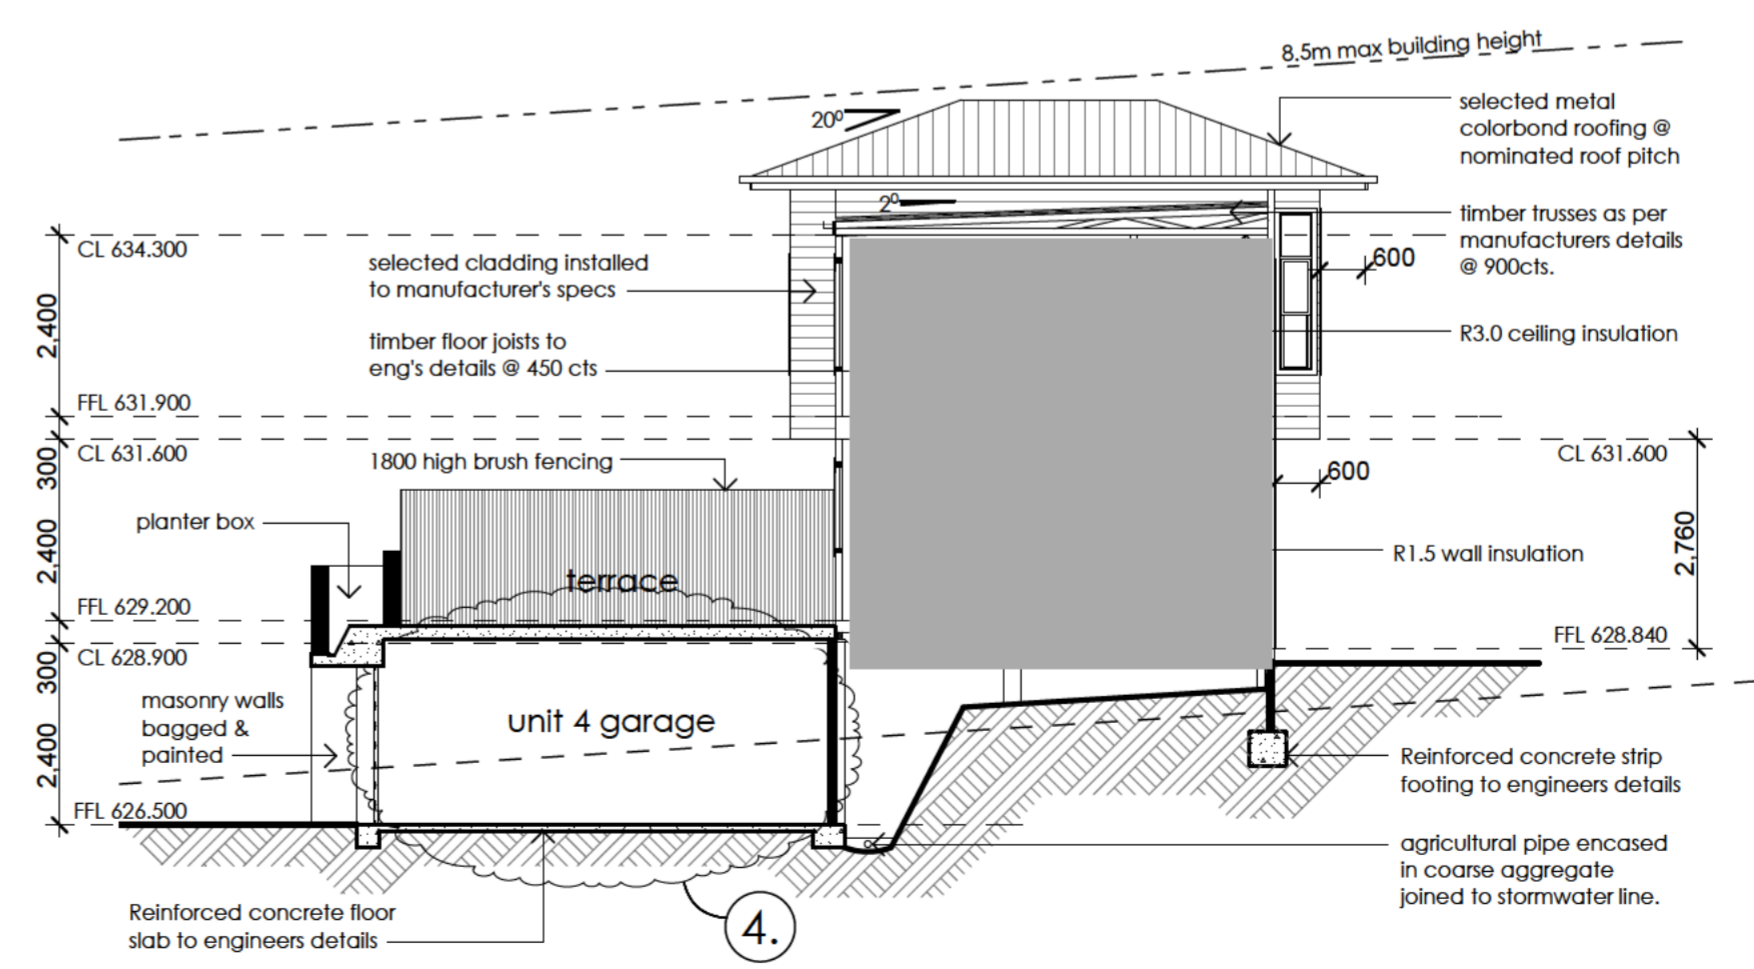 8.5m max building height
selected metal
colorbond roofing @
nominated roof pitch
20⁰
2⁰
timber trusses as per
manufacturers details
@ 900cts.
CL 634.300
selected cladding installed
to manufacturer's specs
600
2,400
R3.0 ceiling insulation
timber floor joists to
eng's details @ 450 cts
FFL 631.900
300
CL 631.600
1800 high brush fencing
CL 631.600
600
planter box
2,400
2,760
R1.5 wall insulation
terrace
FFL 629.200
FFL 628.840
300
CL 628.900
masonry walls
bagged &
painted
unit 4 garage
2,400
Reinforced concrete strip
footing to engineers details
FFL 626.500
agricultural pipe encased
in coarse aggregate
joined to stormwater line.
Reinforced concrete floor
slab to engineers details
4.